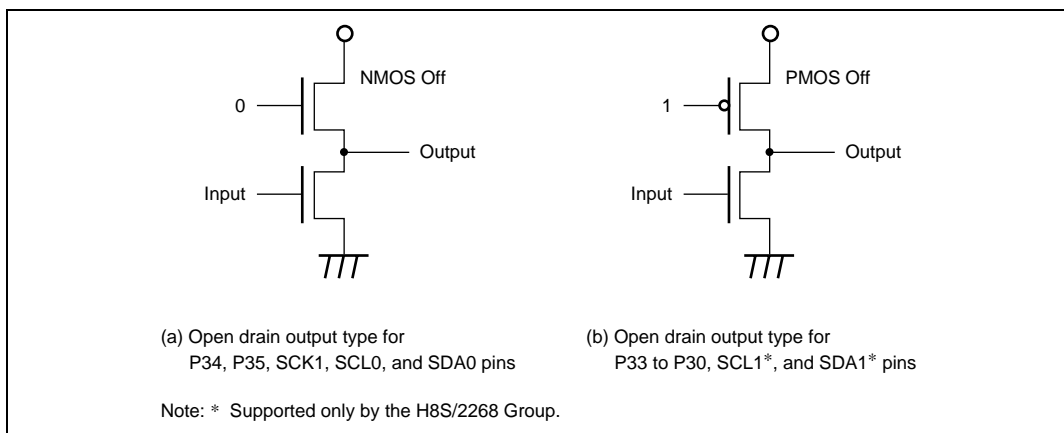 NMOS Off
0
Output
Input
PMOS Off
1
Output
Input
(a) Open drain output type for
P34, P35, SCK1, SCL0, and SDA0 pins
(b) Open drain output type for
P33 to P30, SCL1*, and SDA1* pins
Note: * Supported only by the H8S/2268 Group.